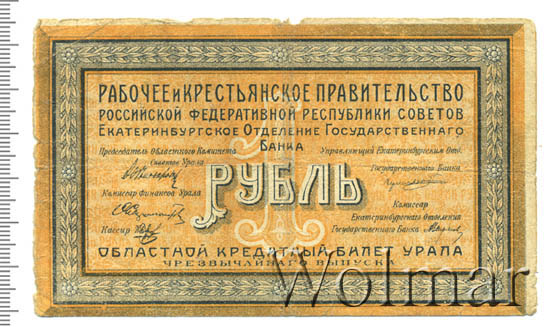 РАБОЧЕЕ и КРЕСТЬЯНСКОЕ ПРАВИТЕЛЬСТВО
РОССИЙСКОЙ ФЕДЕРАТИВНОЙ РЕСПУБЛИКИ СОВЕТОВ
ЕКАТЕРИНБУРГСКОЕ ОТДЕЛЕНИЕ ГОСУДАРСТВЕННАГО
БАНКА
Председатель Областного Комитета
Советов Урала
Управляющий Екатеринбургским Отд.
Государственнаго Банка
1
РУБЛЬ
Комиссар Финансов Урала
Комиссар
Екатеринбургскаго Отделения
Государственнаго Банка
Кассир
ОБЛАСТНОЙ КРЕДИТНЫЙ БИЛЕТ УРАЛА
ЧРЕЗВЫЧАЙНАГО ВЫПУСКА
Wolmar